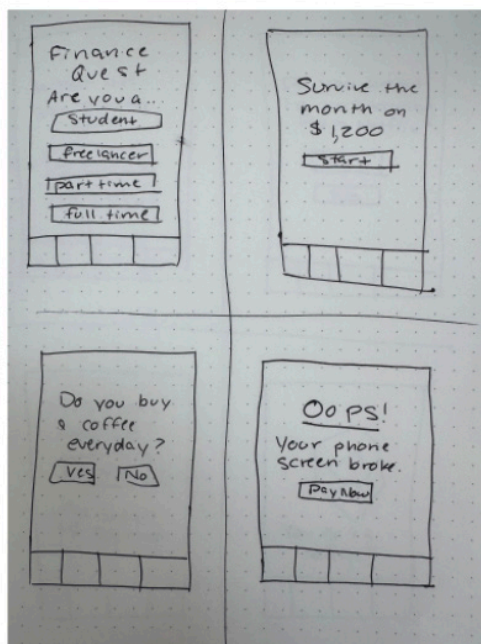 Finance
Quest
Are you a..
Student
freelancer
part time
full time
Survive the
month on
$1,200
Start
Do you buy
a coffee
everyday?
Yes No
OOPS!
Your phone
screen broke.
Pay Now